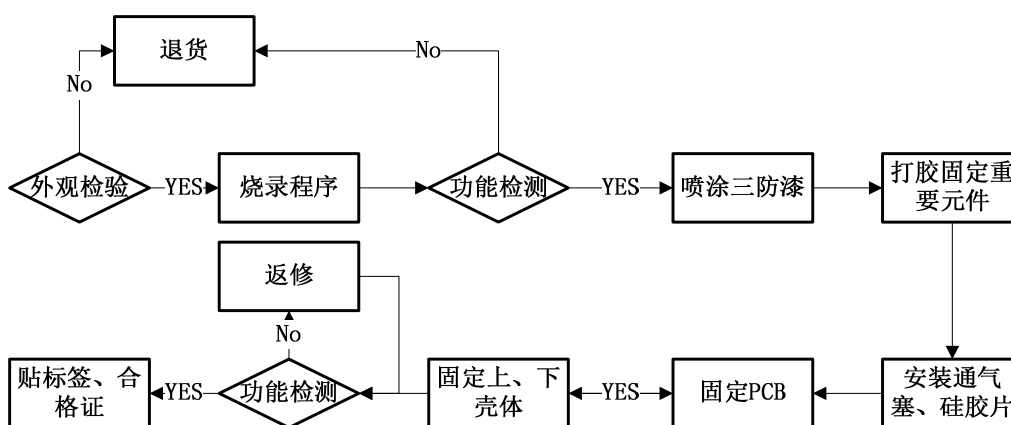 退货
No
No
外观检验
YES
烧录程序
功能检测
YES
喷涂三防漆
打胶固定重
要元件
返修
No
贴标签、合
格证
YES
功能检测
固定上、下
壳体
YES
固定PCB
安装通气
塞、硅胶片